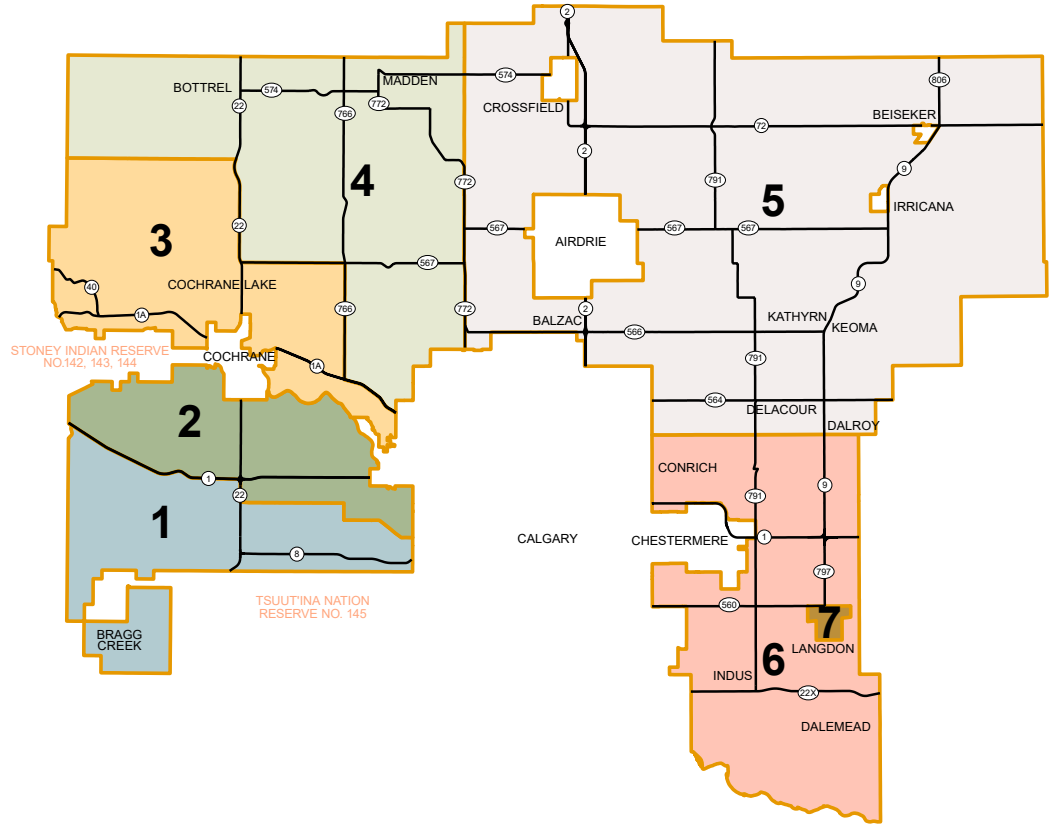 2
574
806
BOTTREL
574
MADDEN
772
CROSSFIELD
22
766
BEISEKER
72
2
9
4
772
791
5
IRRICANA
3
22
567
AIRDRIE
567
567
567
COCHRANE LAKE
40
1A
766
772
2
9
BALZAC
KATHYRN
KEOMA
566
STONEY INDIAN RESERVE
NO.142, 143, 144
COCHRANE
1A
791
564
DELACOUR
DALROY
2
CONRICH
1
22
791
9
1
CALGARY
CHESTERMERE
1
8
797
TSUUT'INA NATION
RESERVE NO. 145
560
7
BRAGG
CREEK
LANGDON
6
INDUS
22X
DALEMEAD